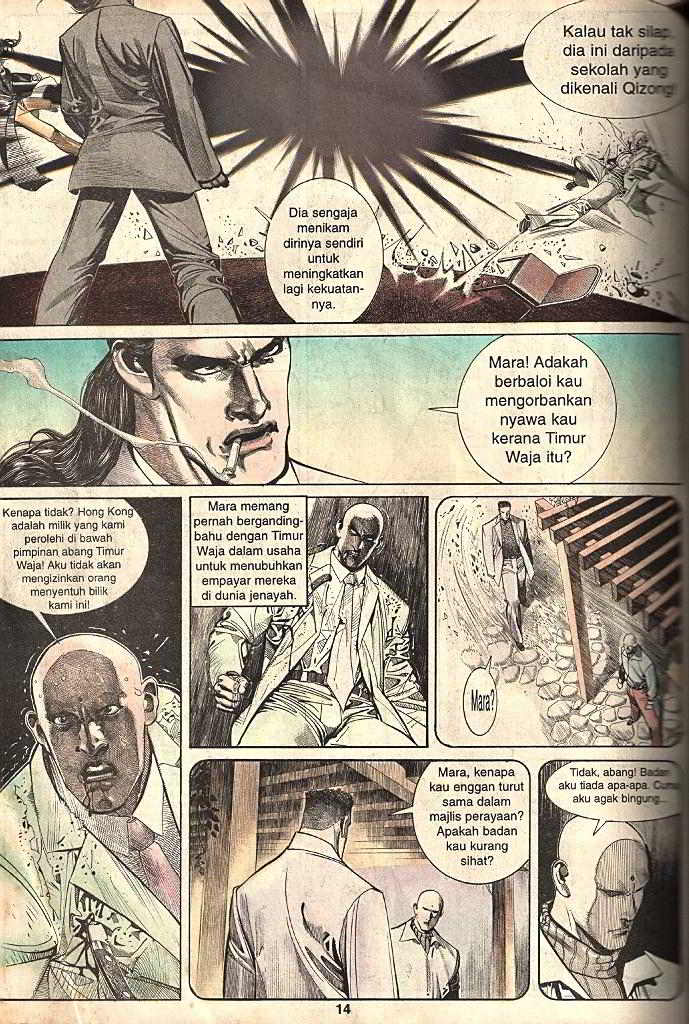 Kalau tak silap,
dia ini daripada
sekolah yang
dikenali Qizong!
Dia sengaja
menikam
dirinya sendiri
untuk
meningkatkan
lagi kekuatan-
nya.
Mara! Adakah
berbaloi kau
mengorbankan
nyawa kau
kerana Timur
Waja itu?
Kenapa tidak? Hong Kong
adalah milik yang kami
perolehi di bawah
pimpinan abang Timur
Waja! Aku tidak akan
mengizinkan orang
menyentuh bilik
kami ini!
Mara memang
pernah berganding-
bahu dengan Timur
Waja dalam usaha
untuk menubuhkan
empayar mereka
di dunia jenayah.
Mara?
Mara, kenapa
kau enggan turut
sama dalam
majlis perayaan?
Apakah badan
kau kurang
sihat?
Tidak, abang! Badan
aku tiada apa-apa. Cuma
aku agak bingung...
14